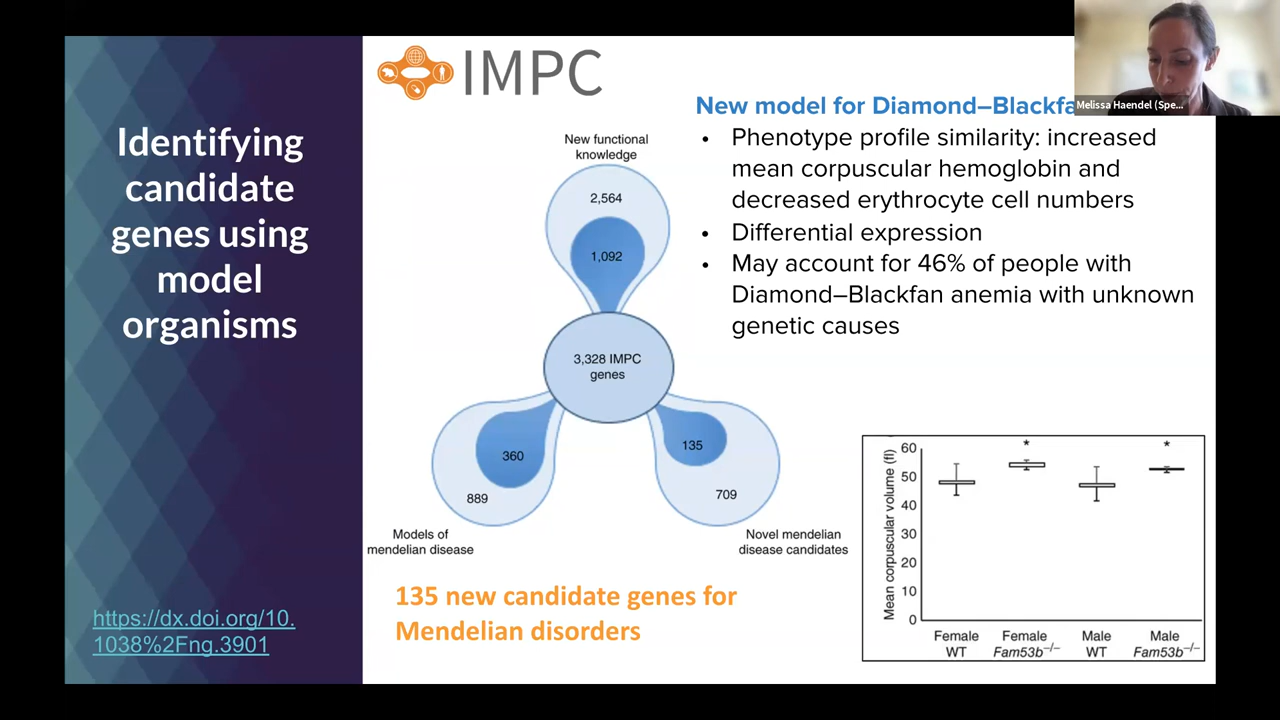 Identifying
candidate
genes using
model
organisms
https://dx.doi.org/10.
1038%2Fng.3901
IMPC
New functional
knowledge
2,564
1,092
3,328 IMPC
genes
360
889
135
709
Models of
mendelian disease
Novel mendelian
disease candidates
135 new candidate genes for
Mendelian disorders
New model for Diamond–Blackfa
• Phenotype profile similarity: increased
mean corpuscular hemoglobin and
decreased erythrocyte cell numbers
• Differential expression
• May account for 46% of people with
Diamond–Blackfan anemia with unknown
genetic causes
Melissa Haendel (Spe...
Mean corpuscular volume (fl)
60
50
40
30
20
10
0
* *
Female
WT
Female
Fam53b–/–
Male
WT
Male
Fam53b–/–